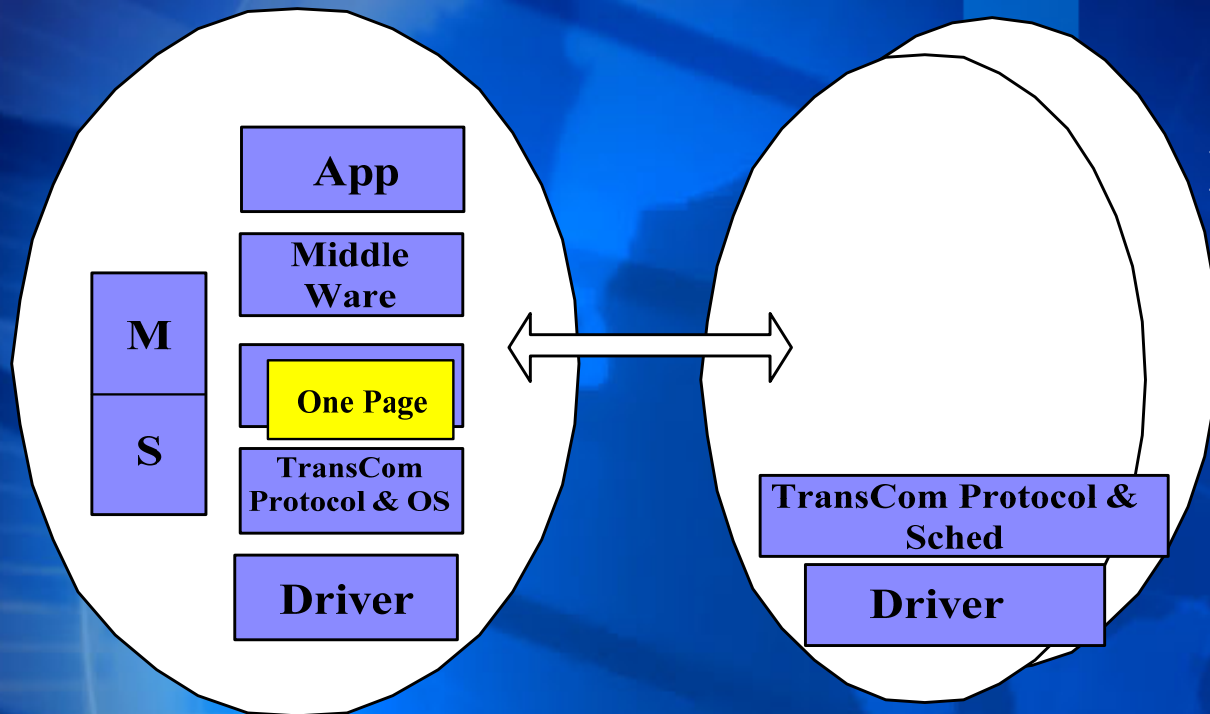 App
Middle
Ware
M
One Page
S
TransCom
Protocol & OS
Driver
TransCom Protocol &
Sched
Driver